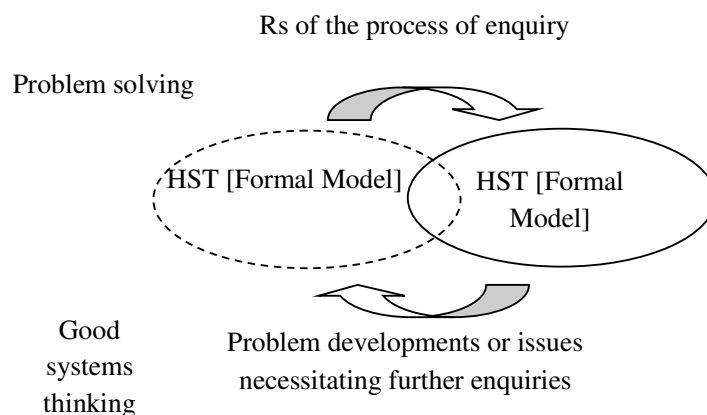 Rs of the process of enquiry
Problem solving
HST [Formal Model]
HST [Formal
Model]
Good
systems
thinking
Problem developments or issues
necessitating further enquiries